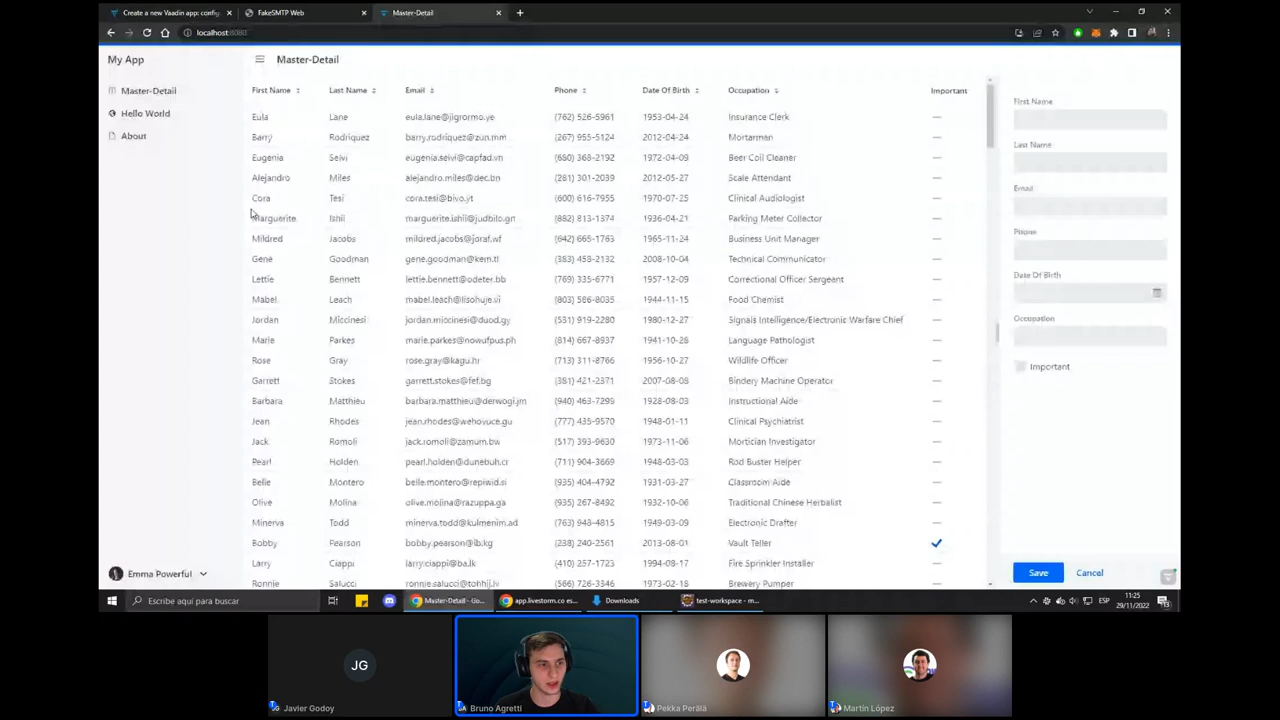 Create a new Vaadin app: config
FakeSMTP Web
Master-Detail
localhost:8080
My App
Master-Detail
Master-Detail
Hello World
About
First Name Last Name Email Phone Date Of Birth Occupation Important
Eula Lane eula.lane@jigrormo.ye (762) 526-5961 1953-04-24 Insurance Clerk
Barry Rodriquez barry.rodriquez@zun.mm (267) 955-5124 2012-04-24 Mortarman
Eugenia Selvi eugenia.selvi@capfad.vn (680) 368-2192 1972-04-09 Beer Coil Cleaner
Alejandro Miles alejandro.miles@dec.bn (281) 301-2039 2012-05-27 Scale Attendant
Cora Tesi cora.tesi@bivo.yt (600) 616-7955 1970-07-25 Clinical Audiologist
Marguerite Ishii marguerite.ishii@judbilo.gn (882) 813-1374 1936-04-21 Parking Meter Collector
Mildred Jacobs mildred.jacobs@joraf.wf (642) 665-1763 1965-11-24 Business Unit Manager
Gene Goodman gene.goodman@kem.tl (383) 458-2132 2008-10-04 Technical Communicator
Lettie Bennett lettie.bennett@odeter.bb (769) 335-6771 1957-12-09 Correctional Officer Sergeant
Mabel Leach mabel.leach@lisohuje.vi (803) 586-8035 1944-11-15 Food Chemist
Jordan Miccinesi jordan.miccinesi@duod.gy (531) 919-2280 1980-12-27 Signals Intelligence/Electronic Warfare Chief
Marie Parkes marie.parkes@nowufpus.ph (814) 667-8937 1941-10-28 Language Pathologist
Rose Gray rose.gray@kagu.hr (713) 311-8766 1956-10-27 Wildlife Officer
Garrett Stokes garrett.stokes@fef.bg (381) 421-2371 2007-08-08 Bindery Machine Operator
Barbara Matthieu barbara.matthieu@derwogi.jm (940) 463-7299 1928-08-03 Instructional Aide
Jean Rhodes jean.rhodes@wehovuce.gu (777) 435-9570 1948-01-11 Clinical Psychiatrist
Jack Romoli jack.romoli@zamum.bw (517) 393-9630 1973-11-06 Mortician Investigator
Pearl Holden pearl.holden@dunebuh.cr (711) 904-3669 1948-03-03 Rod Buster Helper
Belle Montero belle.montero@repiwid.si (935) 404-4792 1931-03-27 Classroom Aide
Olive Molina olive.molina@razuppa.ga (935) 267-8492 1932-10-06 Traditional Chinese Herbalist
Minerva Todd minerva.todd@kulmenim.ad (763) 948-4815 1949-03-09 Electronic Drafter
Bobby Pearson bobby.pearson@ib.kg (238) 240-2561 2013-08-01 Vault Teller
Larry Ciappi larry.ciappi@ba.lk (410) 257-1723 1994-08-17 Fire Sprinkler Installer
Ronnie Salucci ronnie.salucci@tohhij.lv (566) 726-3346 1973-02-18 Brewery Pumper
First Name
Last Name
Email
Phone
Date Of Birth
Occupation
Important
Save Cancel
Emma Powerful
Escribe aquí para buscar
Master-Detail - Go...
app.livestorm.co es...
Downloads
test-workspace - m...
ESP
11:25
29/11/2022
JG
Javier Godoy
Bruno Agretti
Pekka Perälä
Martín López